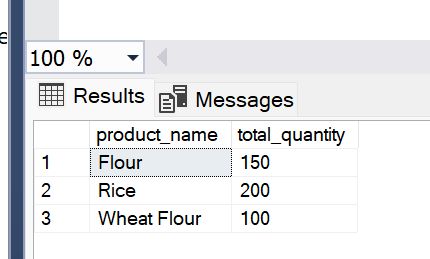 e
100 %
Results Messages
product_name total_quantity
1 Flour 150
2 Rice 200
3 Wheat Flour 100